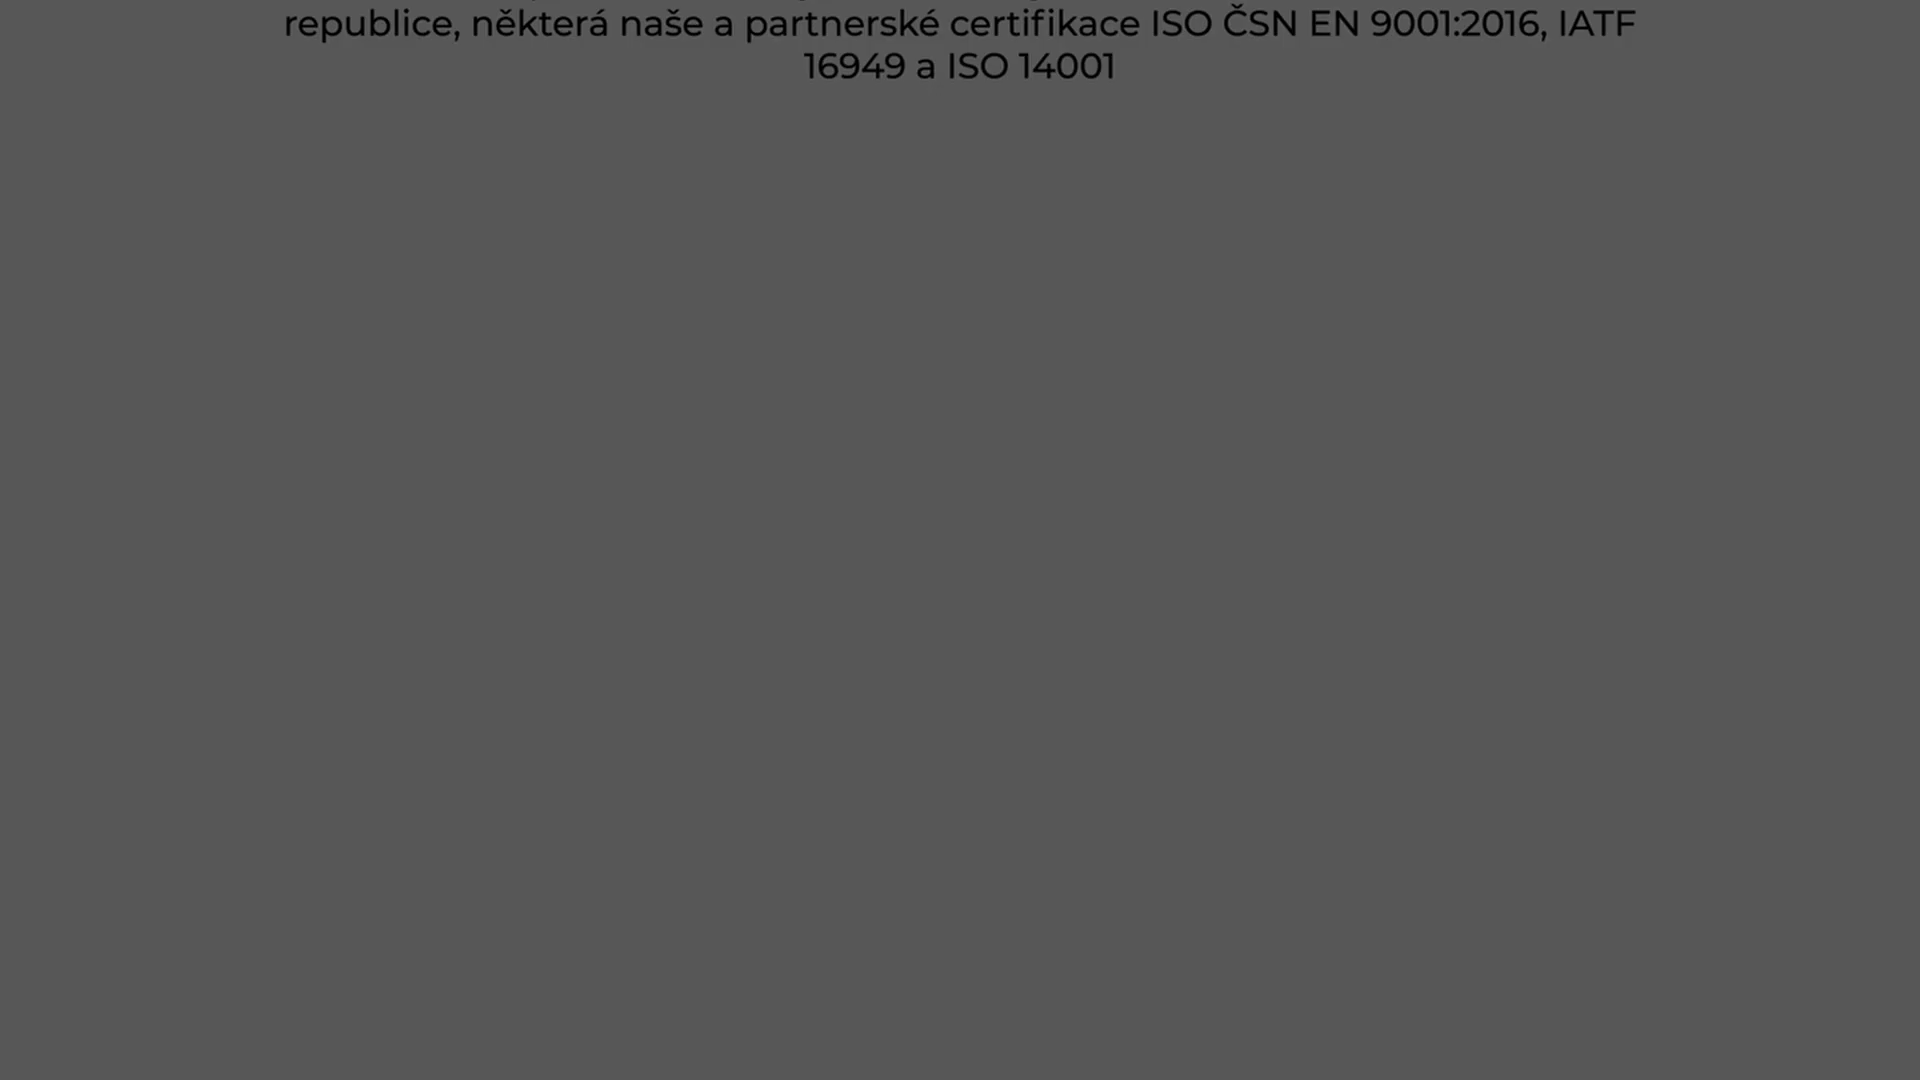 republice, některá naše a partnerské certifikace ISO ČSN EN 9001:2016, IATF
16949 a ISO 14001